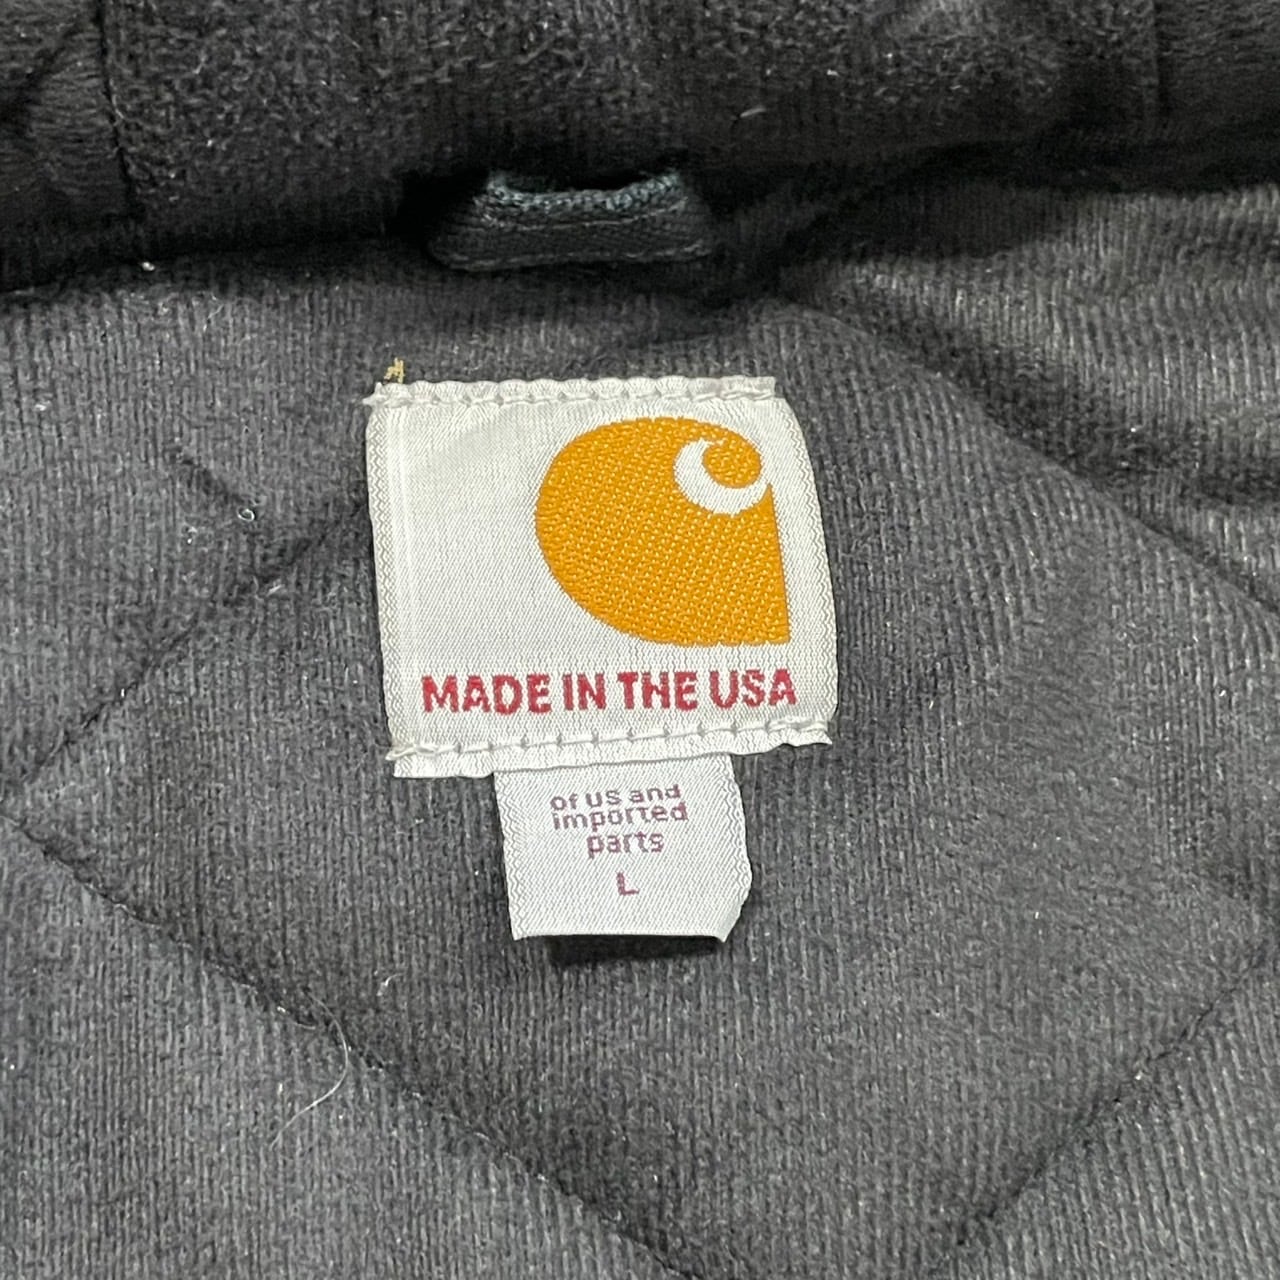 MADE IN THE USA
of US and
imported
parts
L